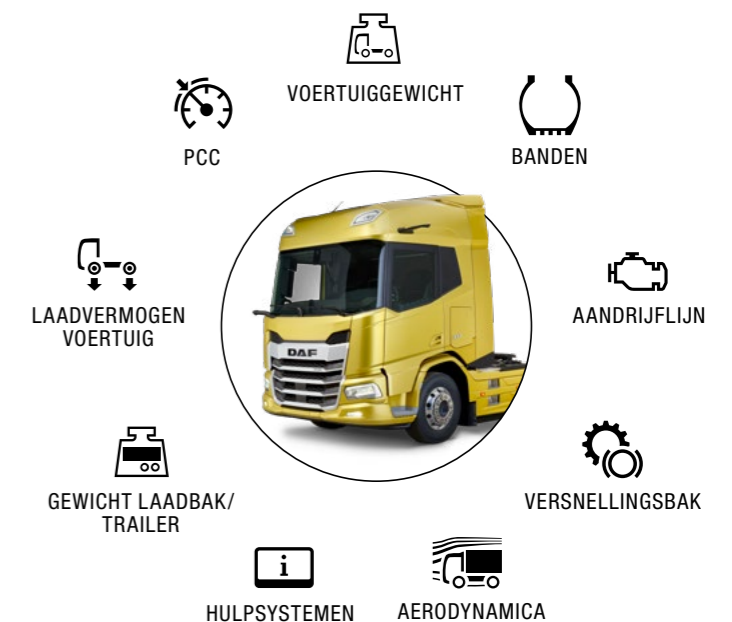 VOERTUIGGEWICHT
PCC
BANDEN
LAADVERMOGEN
VOERTUIG
AANDRIJFLIJN
DAF
GEWICHT LAADBAK/
TRAILER
VERSNELLINGSBAK
i
HULPSYSTEMEN
AERODYNAMICA